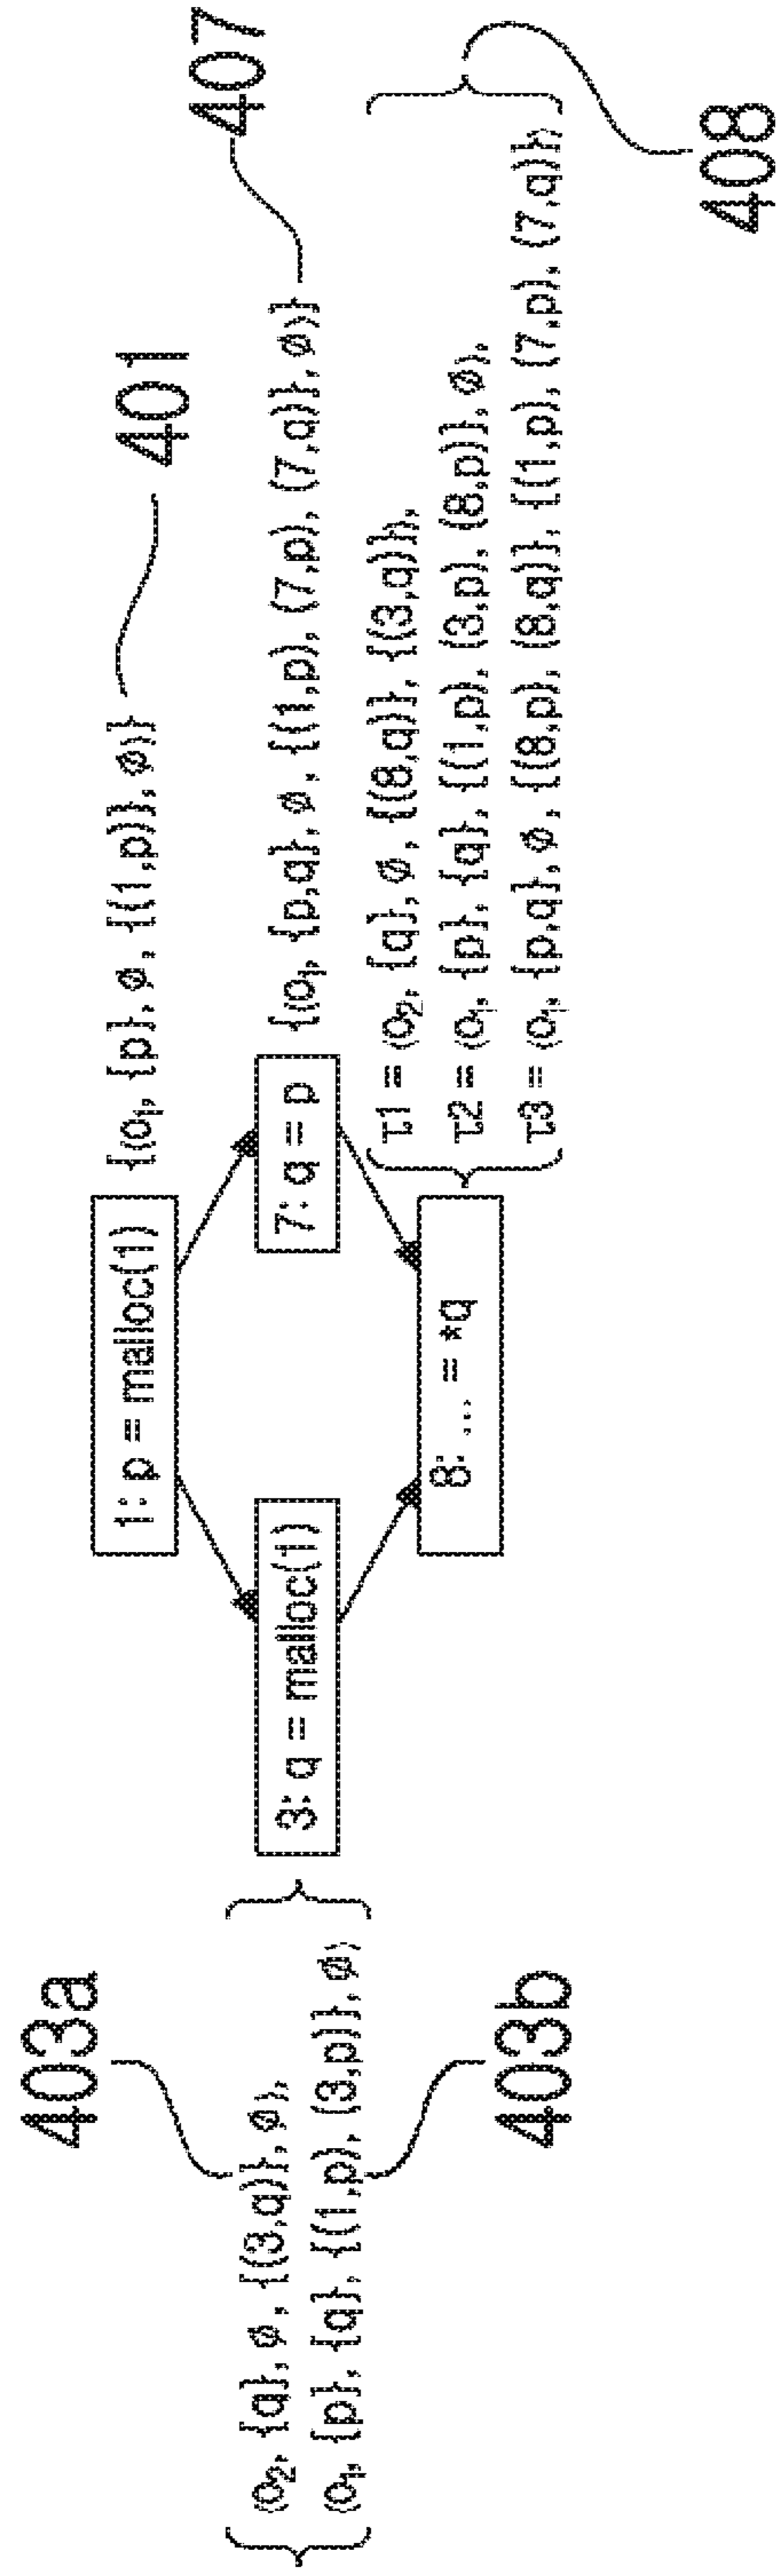 401
1: p = malloc(1) {⟨o₁, {p}, ø, {(1,p)}, ø⟩}
407
403a
⟨o₂, {q}, ø, {(3,q)}, ø⟩,
⟨o₁, {p}, {q}, {(1,p), (3,p)}, ø⟩
403b
3: q = malloc(1)
7: q = p {⟨o₁, {p,q}, ø, {(1,p), (7,p), (7,q)}, ø⟩}
8: ... = *q
τ1 = ⟨o₂, {q}, ø, {(8,q)}, {(3,q)}⟩,
τ2 = ⟨o₁, {p}, {q}, {(1,p), (3,p), (8,p)}, ø⟩,
τ3 = ⟨o₁, {p,q}, ø, {(8,p), (8,q)}, {(1,p), (7,p), (7,q)}⟩
408